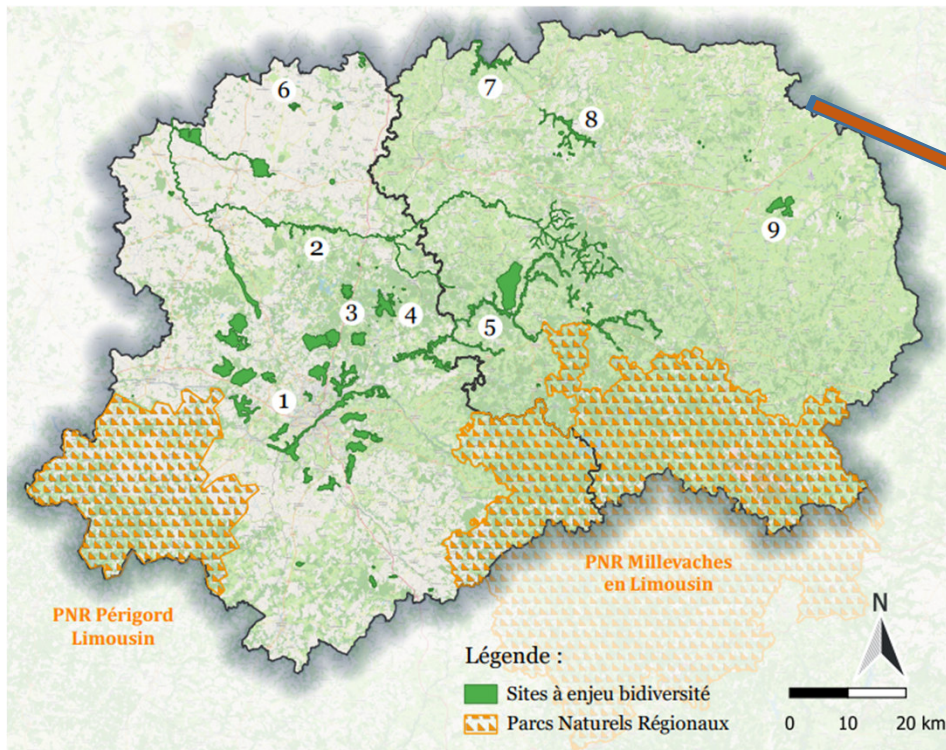 6
7
8
9
2
3
4
5
1
PNR Millevaches
en Limousin
PNR Périgord
Limousin
N
Légende :
Sites à enjeu bidiversité
Parcs Naturels Régionaux
0 10 20 km